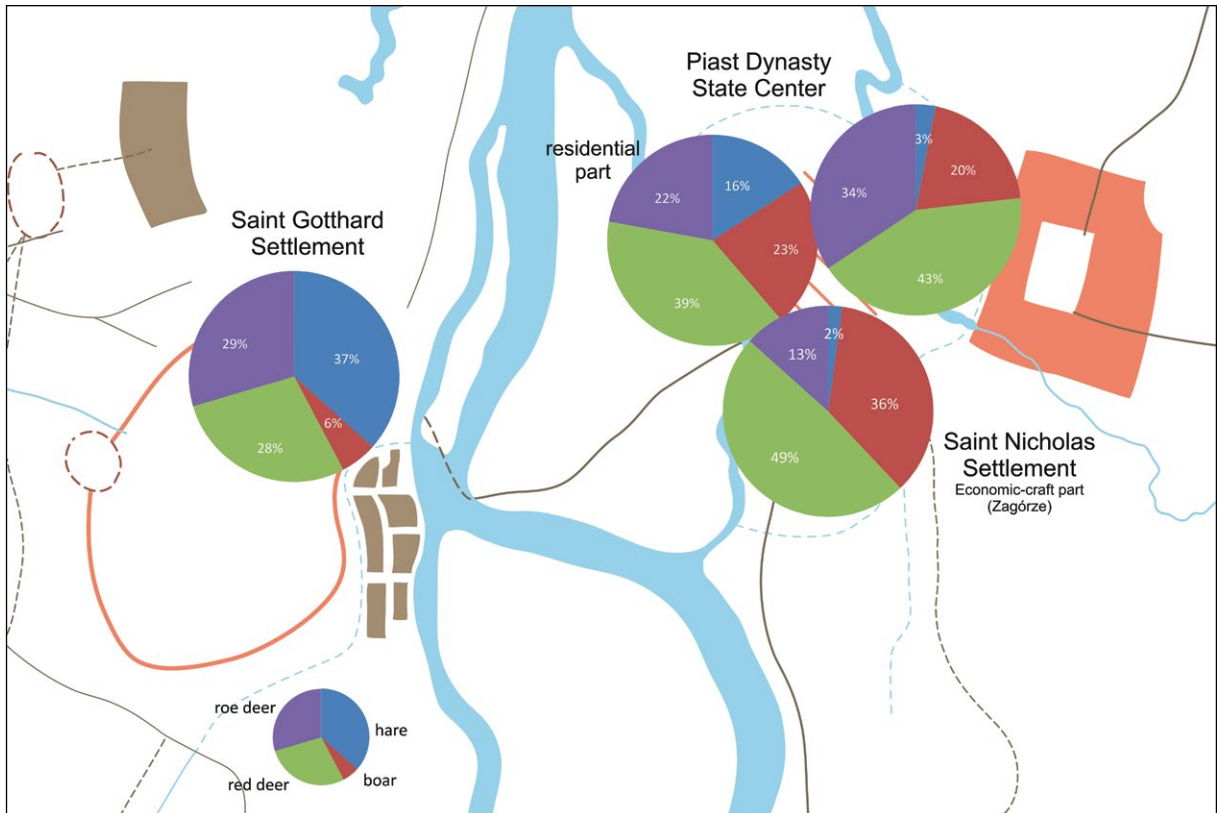 Piast Dynasty
State Center
residential
part
16%
23%
39%
22%
3%
20%
43%
34%
Saint Gotthard
Settlement
37%
6%
28%
29%
2%
36%
49%
13%
Saint Nicholas
Settlement
Economic-craft part
(Zagórze)
roe deer
hare
red deer
boar